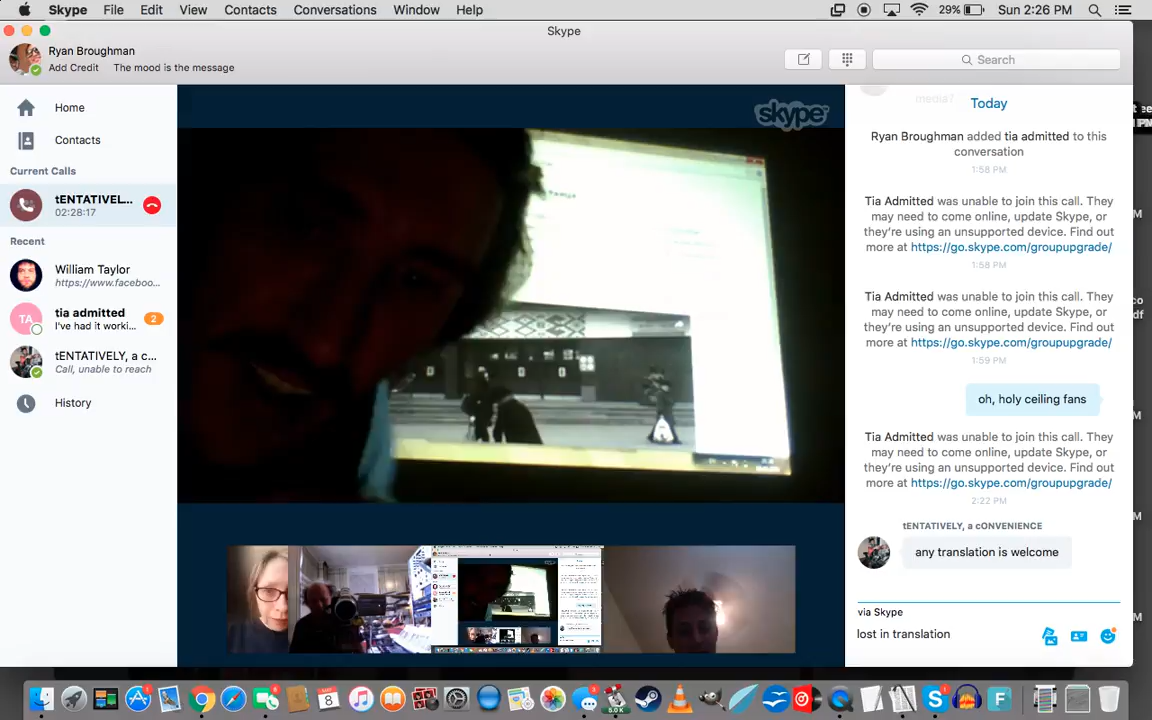 Skype File Edit View Contacts Conversations Window Help 29% Sun 2:26 PM
Skype
Ryan Broughman
Add Credit The mood is the message
Search
Home
Contacts
Current Calls
tENTATIVEL...
02:28:17
Recent
William Taylor
https://www.faceboo...
TA
tia admitted
I've had it worki...
2
tENTATIVELY, a c...
Call, unable to reach
History
skype
media?
Today
Ryan Broughman added tia admitted to this
conversation
1:58 PM
Tia Admitted was unable to join this call. They
may need to come online, update Skype, or
they're using an unsupported device. Find out
more at https://go.skype.com/groupupgrade/
1:58 PM
Tia Admitted was unable to join this call. They
may need to come online, update Skype, or
they're using an unsupported device. Find out
more at https://go.skype.com/groupupgrade/
1:59 PM
oh, holy ceiling fans
Tia Admitted was unable to join this call. They
may need to come online, update Skype, or
they're using an unsupported device. Find out
more at https://go.skype.com/groupupgrade/
2:22 PM
tENTATIVELY, a cONVENIENCE
any translation is welcome
via Skype
lost in translation